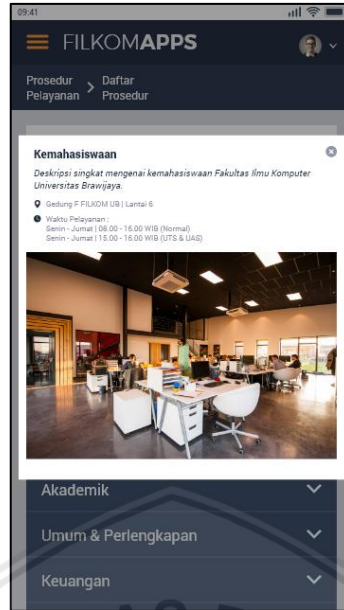 09:41
FILKOMAPPS
Prosedur
Pelayanan > Daftar
Prosedur
Kemahasiswaan
Deskripsi singkat mengenai kemahasiswaan Fakultas Ilmu Komputer
Universitas Brawijaya.
Gedung F FILKOM UB | Lantai 6
Waktu Pelayanan :
Senin - Jumat | 08.00 - 16.00 WIB (Normal)
Senin - Jumat | 15.00 - 16.00 WIB (UTS & UAS)
Akademik
Umum & Perlengkapan
Keuangan